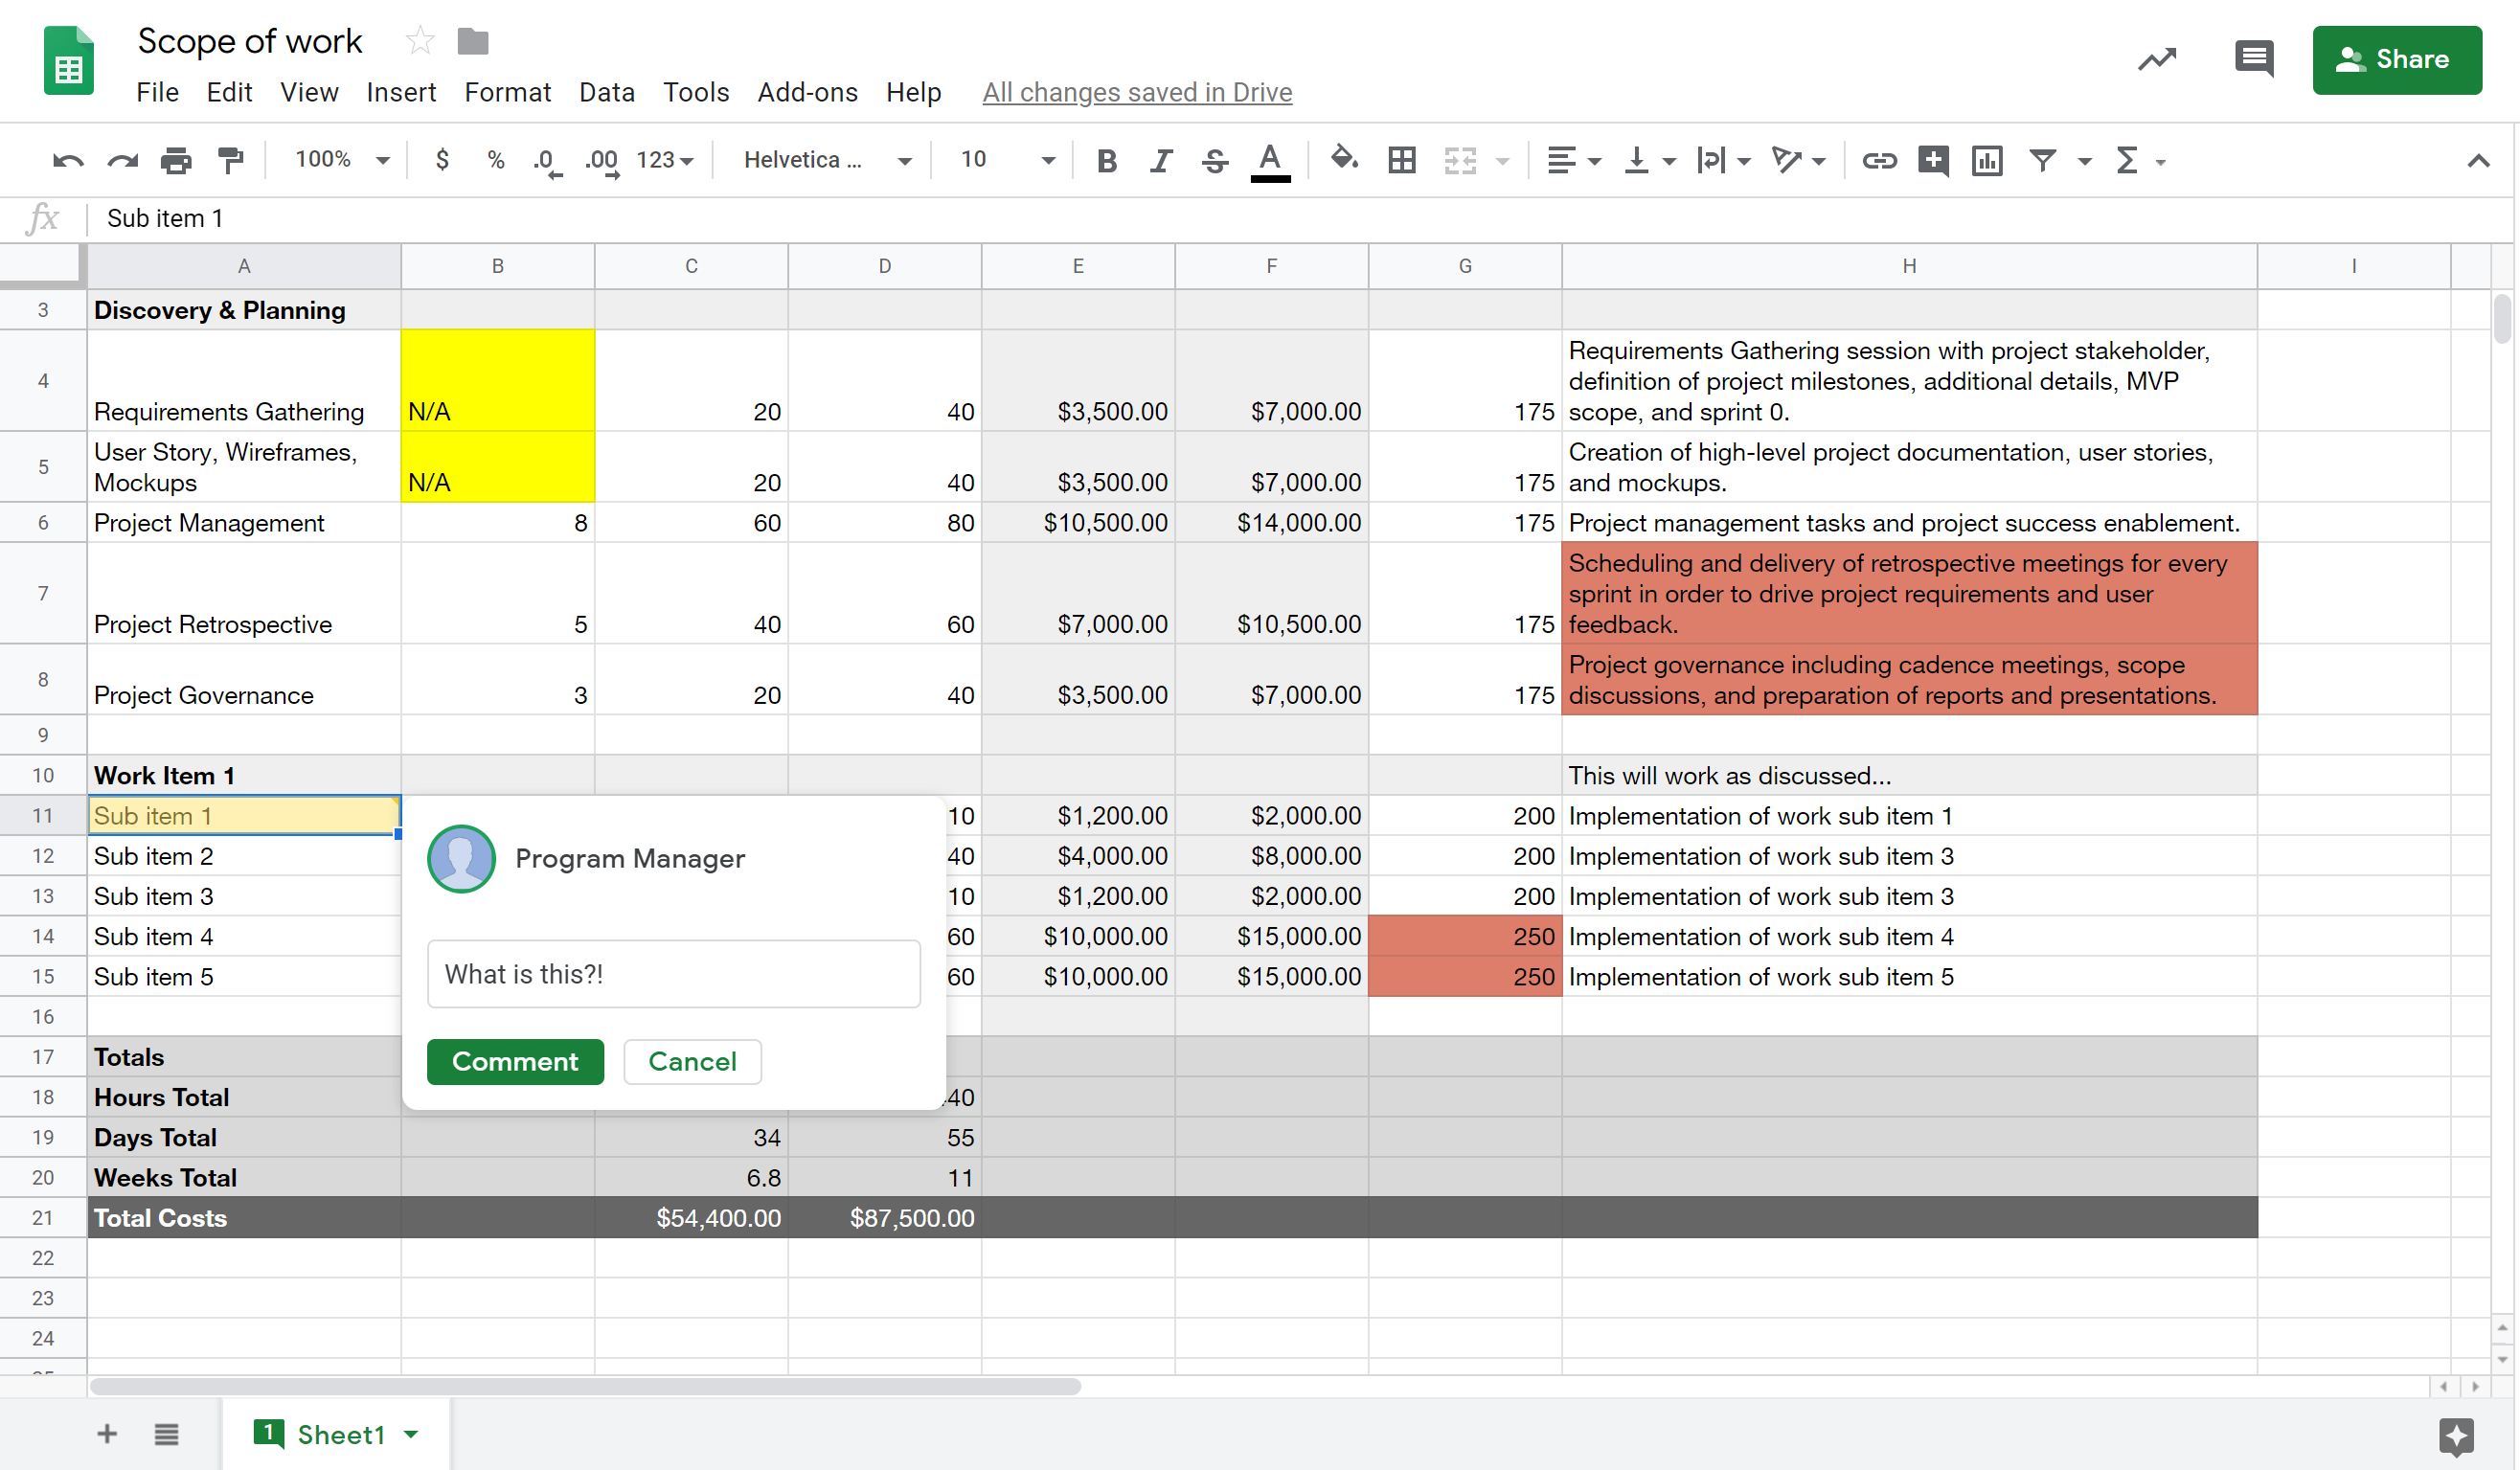 Scope of work
File Edit View Insert Format Data Tools Add-ons Help All changes saved in Drive
Share
100% $ % .0 .00 123 Helvetica ... 10 B I S A
fx Sub item 1
A B C D E F G H I
3 Discovery & Planning
Requirements Gathering session with project stakeholder,
4 definition of project milestones, additional details, MVP
Requirements Gathering N/A 20 40 $3,500.00 $7,000.00 175 scope, and sprint 0.
User Story, Wireframes, Creation of high-level project documentation, user stories,
5
Mockups N/A 20 40 $3,500.00 $7,000.00 175 and mockups.
6 Project Management 8 60 80 $10,500.00 $14,000.00 175 Project management tasks and project success enablement.
Scheduling and delivery of retrospective meetings for every
7 sprint in order to drive project requirements and user
Project Retrospective 5 40 60 $7,000.00 $10,500.00 175 feedback.
Project governance including cadence meetings, scope
8
Project Governance 3 20 40 $3,500.00 $7,000.00 175 discussions, and preparation of reports and presentations.
9
10 Work Item 1 This will work as discussed...
11 Sub item 1 10 $1,200.00 $2,000.00 200 Implementation of work sub item 1
12 Sub item 2 40 $4,000.00 $8,000.00 200 Implementation of work sub item 3
13 Sub item 3 10 $1,200.00 $2,000.00 200 Implementation of work sub item 3
14 Sub item 4 60 $10,000.00 $15,000.00 250 Implementation of work sub item 4
15 Sub item 5 60 $10,000.00 $15,000.00 250 Implementation of work sub item 5
16
17 Totals
18 Hours Total 40
19 Days Total 34 55
20 Weeks Total 6.8 11
21 Total Costs $54,400.00 $87,500.00
22
23
24
Program Manager
What is this?!
Comment Cancel
1 Sheet1